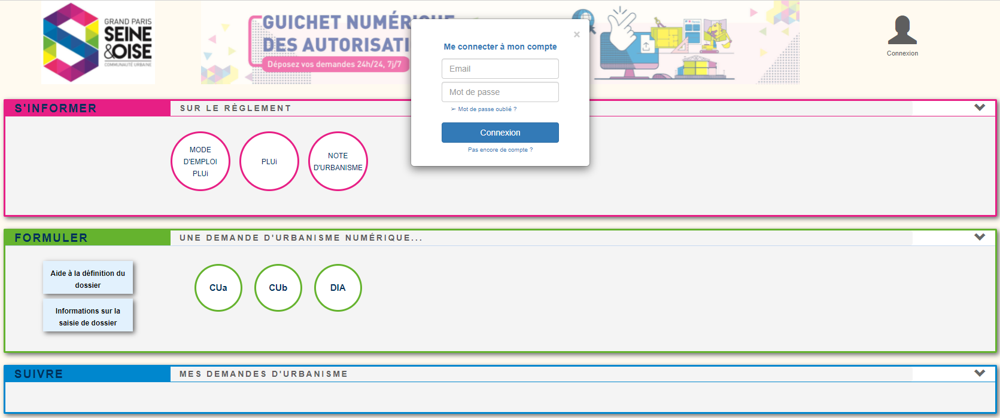 GRAND PARIS
SEINE
&OISE
COMMUNAUTÉ URBAINE
GUICHET NUMÉRIQUE
DES AUTORISATI
Déposez vos demandes 24h/24, 7j/7
Connexion
×
Me connecter à mon compte
Email
Mot de passe
➢ Mot de passe oublié ?
Connexion
Pas encore de compte ?
S'INFORMER
SUR LE RÈGLEMENT
MODE
D'EMPLOI
PLUi
PLUi
NOTE
D'URBANISME
FORMULER
UNE DEMANDE D'URBANISME NUMÉRIQUE...
Aide à la définition du
dossier
Informations sur la
saisie de dossier
CUa
CUb
DIA
SUIVRE
MES DEMANDES D'URBANISME